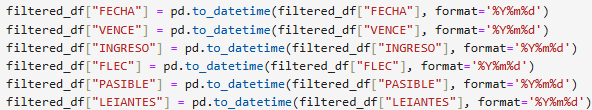 filtered_df["FECHA"] = pd.to_datetime(filtered_df["FECHA"], format='%Y%m%d')
filtered_df["VENCE"] = pd.to_datetime(filtered_df["VENCE"], format='%Y%m%d')
filtered_df["INGRESO"] = pd.to_datetime(filtered_df["INGRESO"], format='%Y%m%d')
filtered_df["FLEC"] = pd.to_datetime(filtered_df["FLEC"], format='%Y%m%d')
filtered_df["PASIBLE"] = pd.to_datetime(filtered_df["PASIBLE"], format='%Y%m%d')
filtered_df["LEIANTES"] = pd.to_datetime(filtered_df["LEIANTES"], format='%Y%m%d')